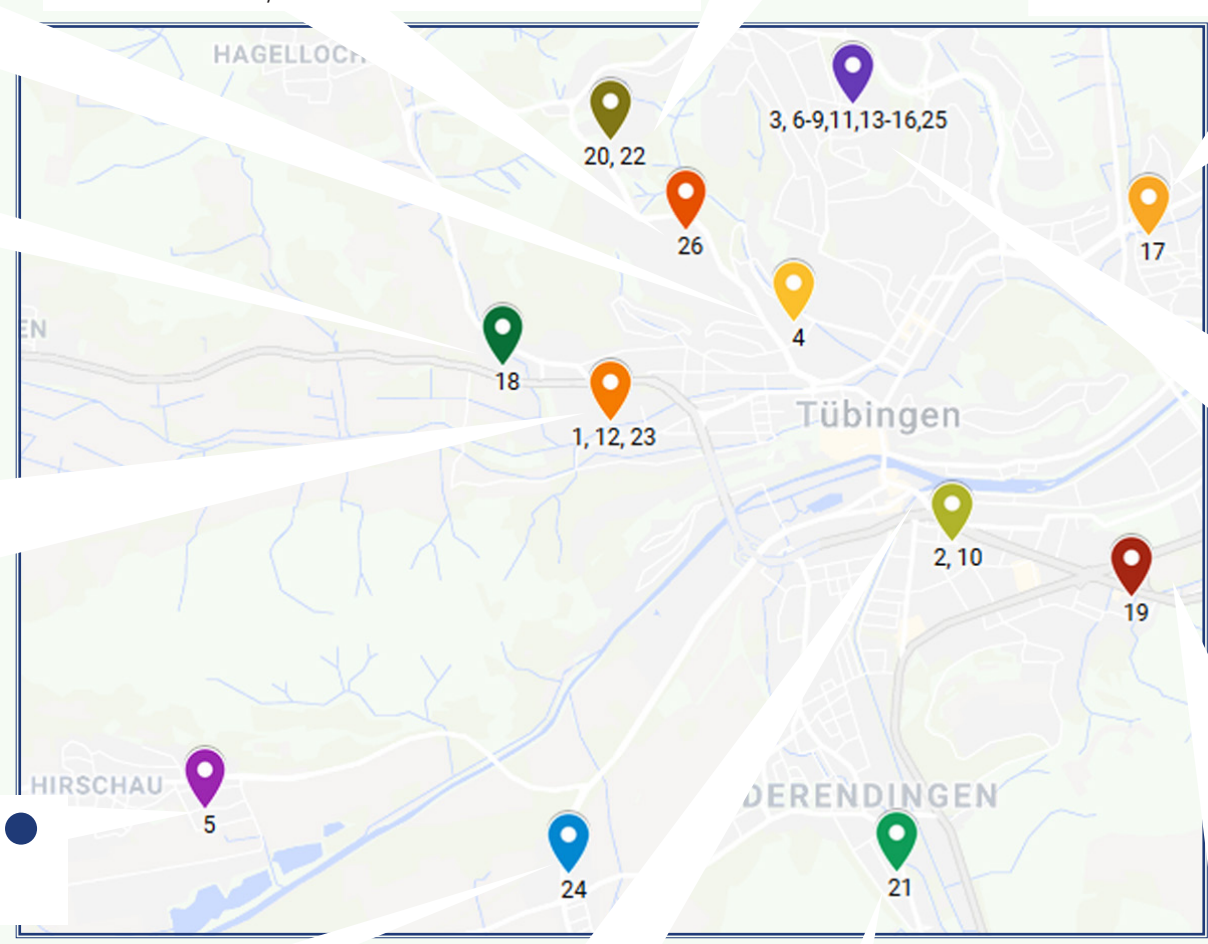 HAGELLOCH
3, 6-9,11,13-16,25
20, 22
26
17
EN
4
18
Tübingen
1, 12, 23
2, 10
19
HIRSCHAU
DERENDINGEN
5
24
21